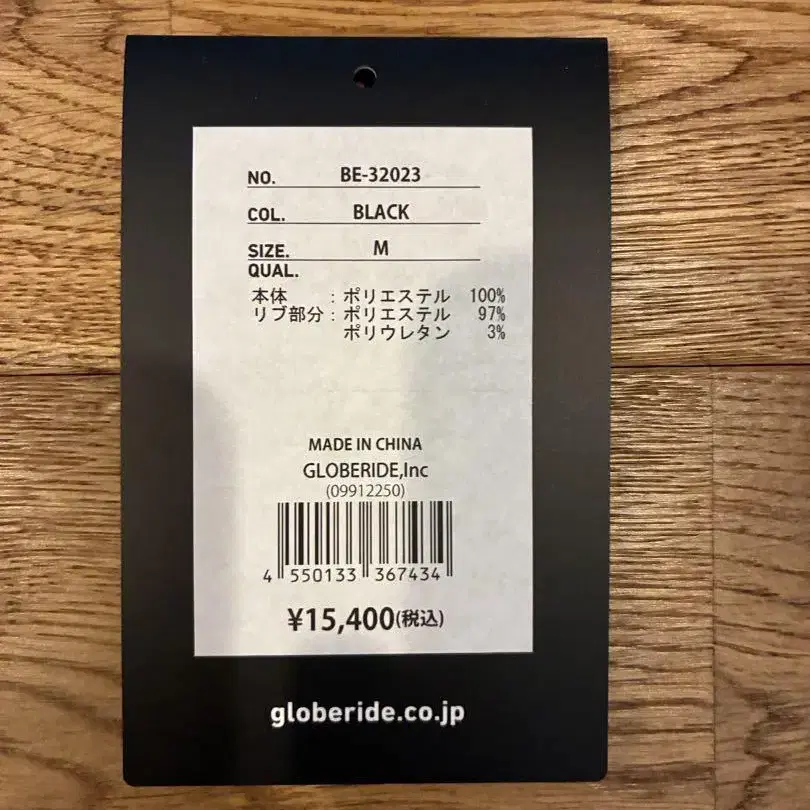 NO. BE-32023
COL. BLACK
SIZE. M
QUAL.
本体 : ポリエステル 100%
リブ部分 : ポリエステル 97%
ポリウレタン 3%
MADE IN CHINA
GLOBERIDE,Inc
(09912250)
4 550133 367434
¥15,400(税込)
globeride.co.jp